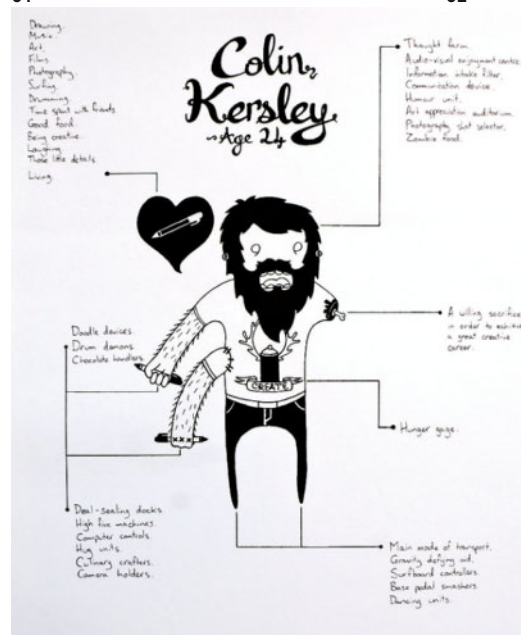 Drawing.
Music.
Art.
Films
Photography.
Surfing.
Drumming.
Time spent with friends
Good food.
Being creative.
Laughing
Those little details.
Living.
Colin
Kersley
Age 24
Thought farm.
Audio-visual enjoyment centre.
Information intake filter.
Communication device.
Humour unit.
Art appreciation auditorium.
Photography shot selector.
Zombie food.
A willing sacrifice
in order to
a great creative
career.
Doodle devices.
Drum demons.
Chocolate handlers.
CREATE
Hunger gage.
Deal-sealing docks
High five machines.
Computer controls
Hug units.
Culinary crafters.
Camera holders.
Main mode of transport.
Gravity defying aid.
Surfboard controllers.
Bass pedal smashers
Dancing units.